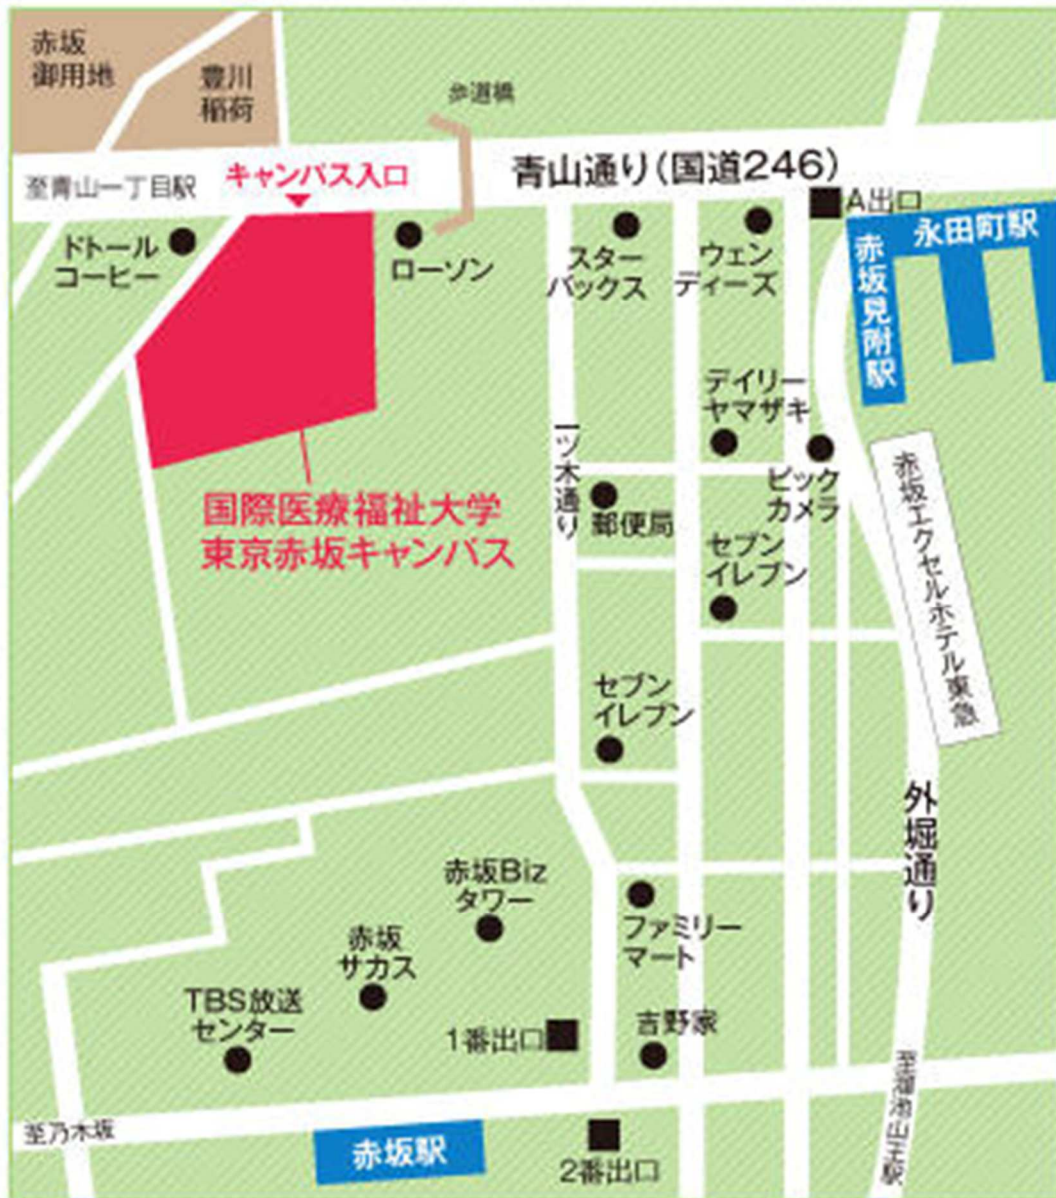 赤坂
御用地
豊川
稲荷
歩道橋
青山通り(国道246)
至青山一丁目駅
キャンパス入口
A出口
永田町駅
赤坂見附駅
ドトール
コーヒー
ローソン
スター
バックス
ウェン
ディーズ
デイリー
ヤマザキ
ビック
カメラ
一ツ木通り
郵便局
国際医療福祉大学
東京赤坂キャンパス
セブン
イレブン
赤坂エクセルホテル東急
セブン
イレブン
外堀通り
赤坂Biz
タワー
ファミリー
マート
赤坂
サカス
TBS放送
センター
1番出口
吉野家
至溜池山王駅
至乃木坂
赤坂駅
2番出口